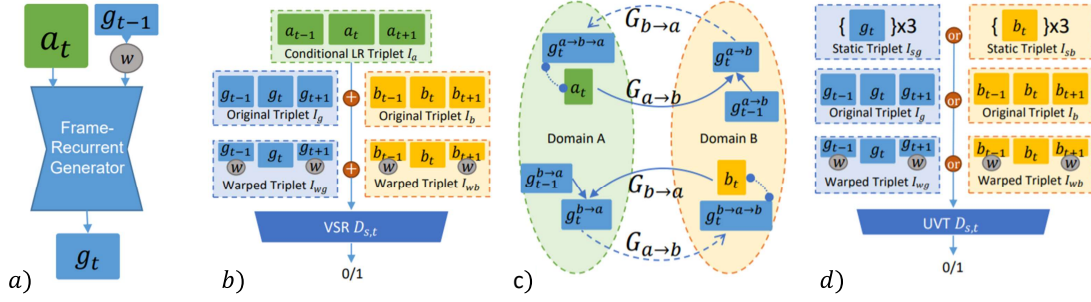 a)
a_t
g_{t-1}
w
Frame-
Recurrent
Generator
g_t
b)
a_{t-1} a_t a_{t+1}
Conditional LR Triplet I_a
g_{t-1} g_t g_{t+1}
Original Triplet I_g
+
b_{t-1} b_t b_{t+1}
Original Triplet I_b
g_{t-1} g_t g_{t+1}
w w
Warped Triplet I_{wg}
+
b_{t-1} b_t b_{t+1}
w w
Warped Triplet I_{wb}
VSR D_{s,t}
0/1
c)
G_{b→a}
g_t^{a→b→a}
g_t^{a→b}
a_t
G_{a→b}
g_{t-1}^{a→b}
Domain A
Domain B
g_{t-1}^{b→a}
G_{b→a}
b_t
g_t^{b→a}
g_t^{b→a→b}
G_{a→b}
d)
{ g_t }x3
Static Triplet I_{sg}
or
{ b_t }x3
Static Triplet I_{sb}
g_{t-1} g_t g_{t+1}
Original Triplet I_g
or
b_{t-1} b_t b_{t+1}
Original Triplet I_b
g_{t-1} g_t g_{t+1}
w w
Warped Triplet I_{wg}
or
b_{t-1} b_t b_{t+1}
w w
Warped Triplet I_{wb}
UVT D_{s,t}
0/1